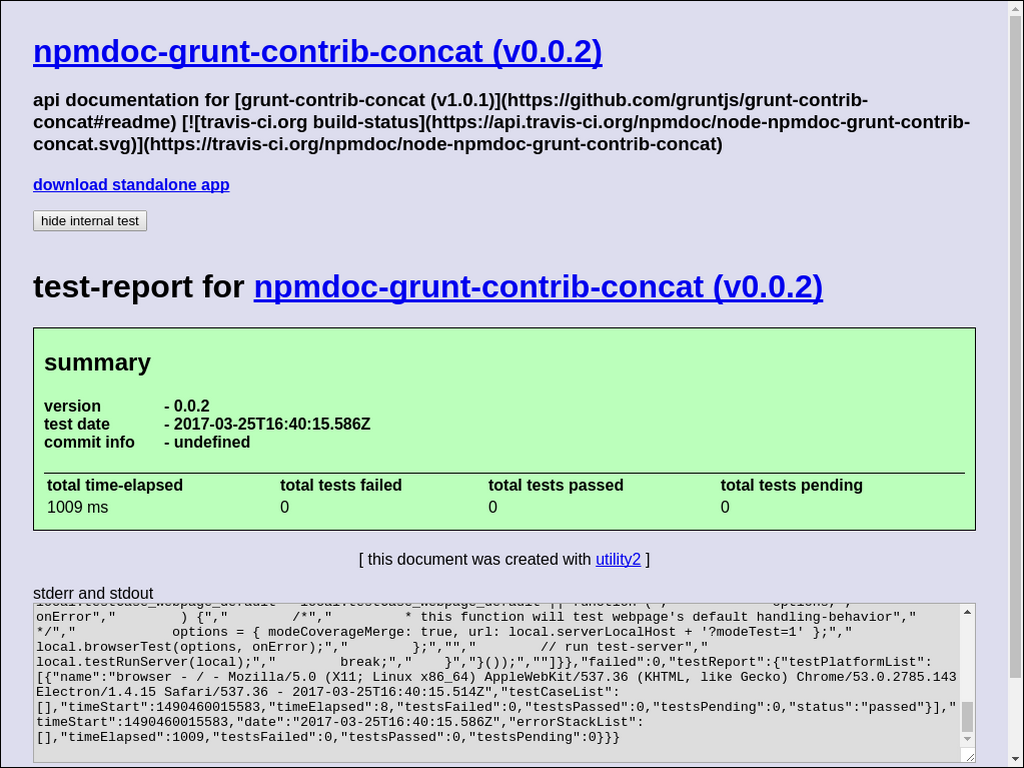 npmdoc-grunt-contrib-concat (v0.0.2)
api documentation for [grunt-contrib-concat (v1.0.1)](https://github.com/gruntjs/grunt-contrib-
concat#readme) [![travis-ci.org build-status](https://api.travis-ci.org/npmdoc/node-npmdoc-grunt-contrib-
concat.svg)](https://travis-ci.org/npmdoc/node-npmdoc-grunt-contrib-concat)
download standalone app
hide internal test
test-report for npmdoc-grunt-contrib-concat (v0.0.2)
summary
version - 0.0.2
test date - 2017-03-25T16:40:15.586Z
commit info - undefined
total time-elapsed total tests failed total tests passed total tests pending
1009 ms 0 0 0
[ this document was created with utility2 ]
stderr and stdout
onError","        ) {","        /*","         * this function will test webpage's default handling-behavior","
*/","            options = { modeCoverageMerge: true, url: local.serverLocalHost + '?modeTest=1' };","
local.browserTest(options, onError);","        };","","        // run test-server","
local.testRunServer(local);","        break;","    }","}());",""]}},"failed":0,"testReport":{"testPlatformList":
[{"name":"browser - / - Mozilla/5.0 (X11; Linux x86_64) AppleWebKit/537.36 (KHTML, like Gecko) Chrome/53.0.2785.143
Electron/1.4.15 Safari/537.36 - 2017-03-25T16:40:15.514Z","testCaseList":
[],"timeStart":1490460015583,"timeElapsed":8,"testsFailed":0,"testsPassed":0,"testsPending":0,"status":"passed"}],"
timeStart":1490460015583,"date":"2017-03-25T16:40:15.586Z","errorStackList":
[],"timeElapsed":1009,"testsFailed":0,"testsPassed":0,"testsPending":0}}}